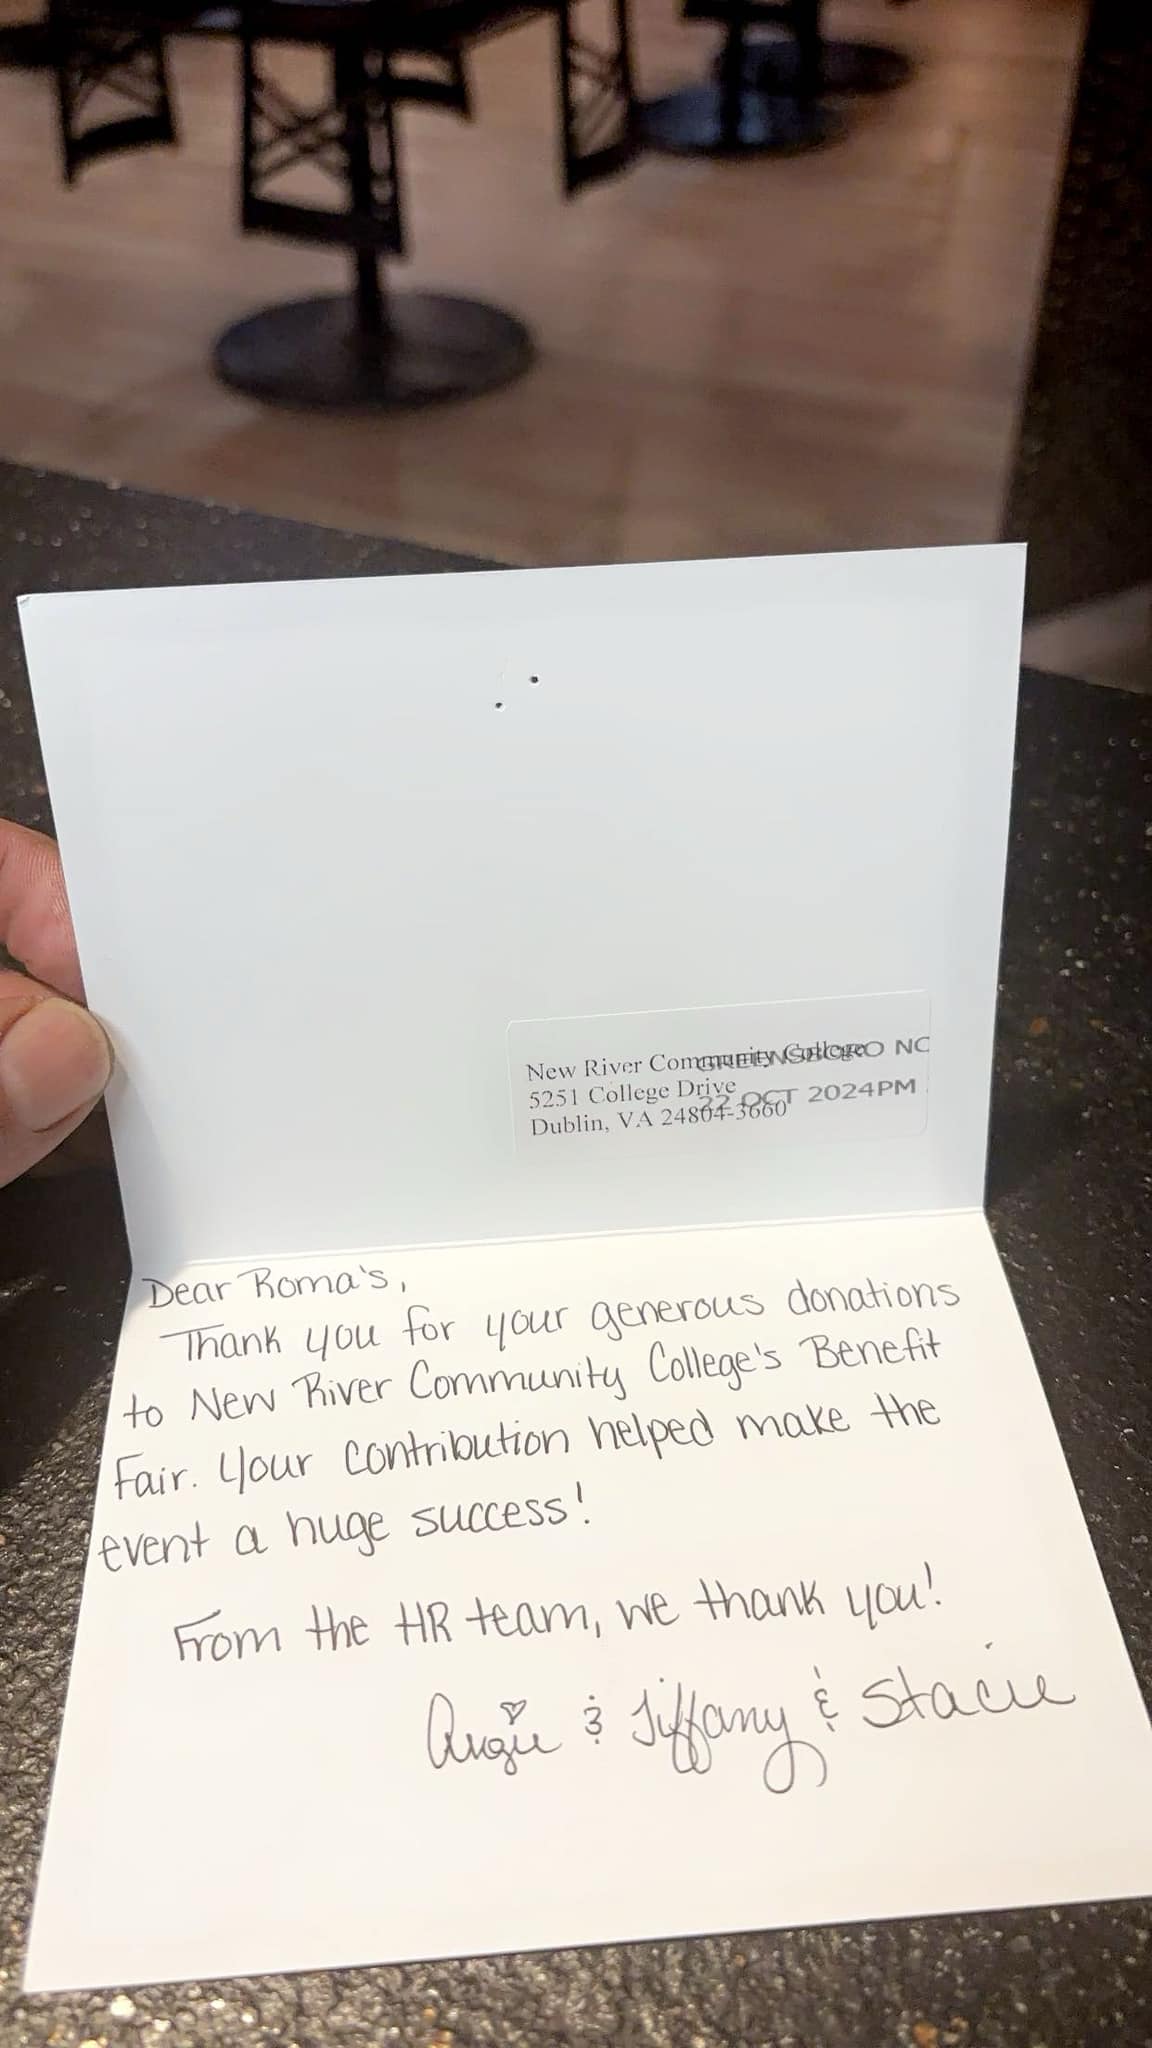 New River Community College
GREENSBORO NC
5251 College Drive
22 OCT 2024PM
Dublin, VA 24804-3660
Dear Roma's,
Thank you for your generous donations
to New River Community College's Benefit
Fair. Your contribution helped make the
event a huge success!
From the HR team, we thank you!
Angie & Tiffany & Stacie